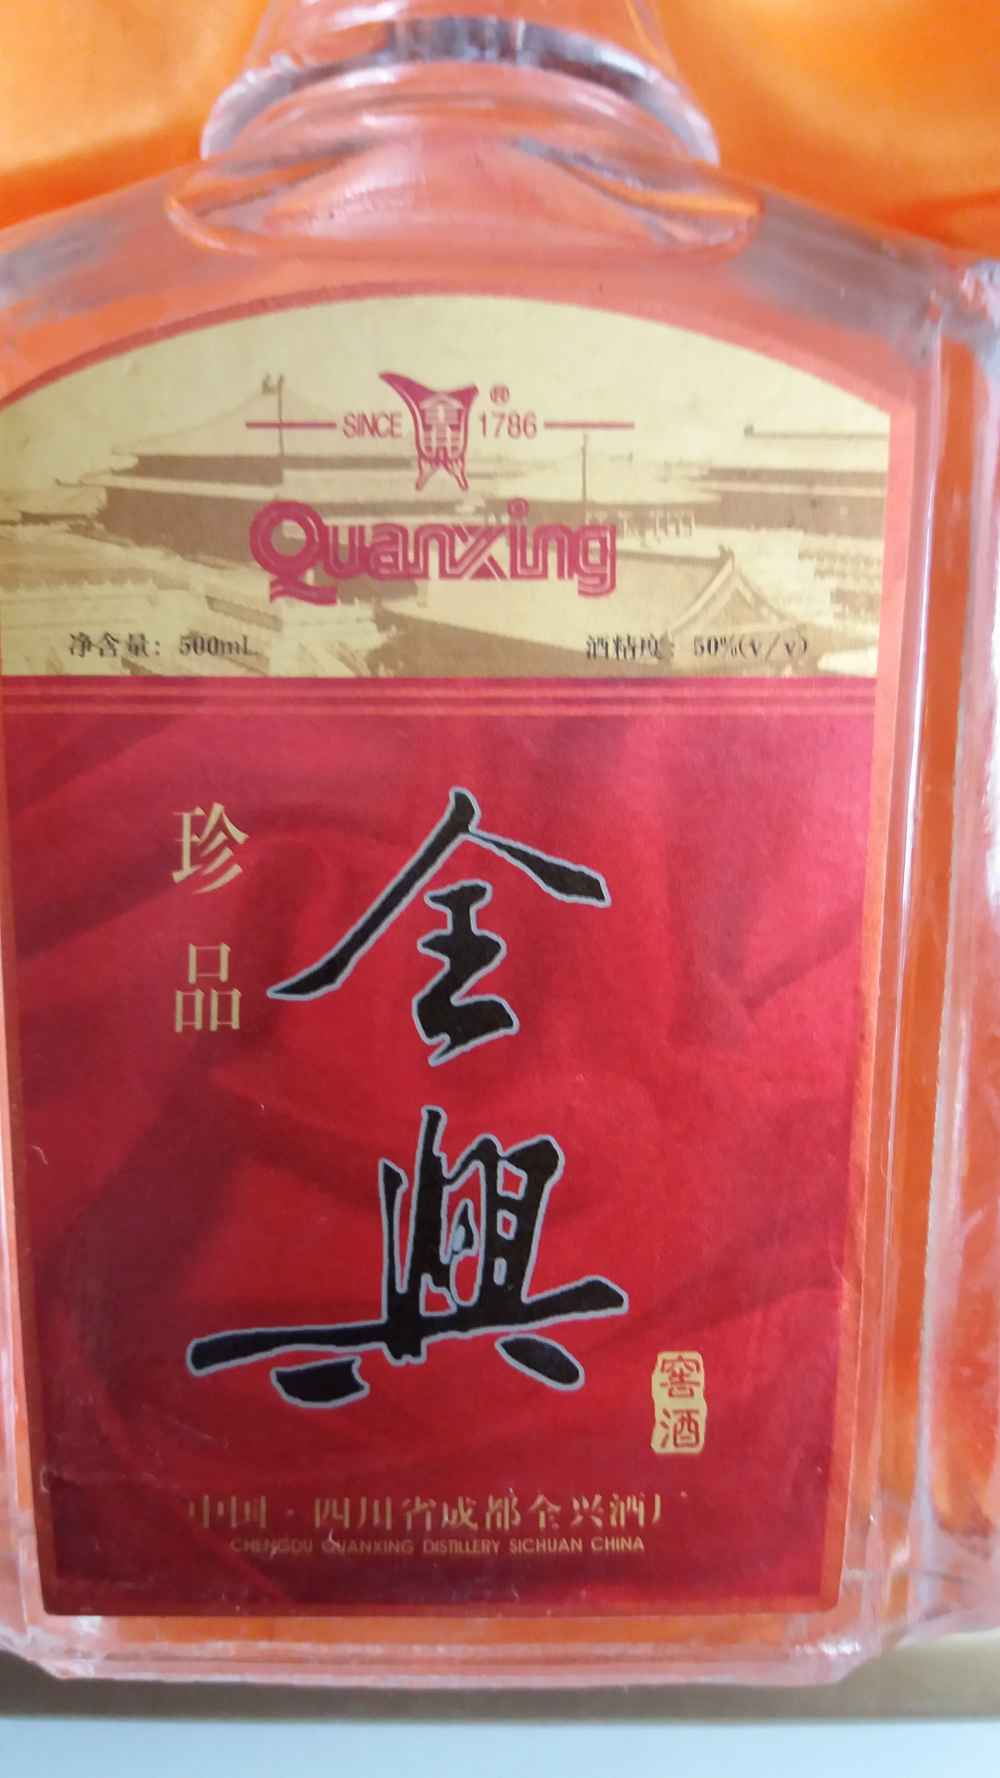 SINCE 1786 ®
Quanxing
净含量：500mL
酒精度：50%(v/v)
珍品
全興
窖酒
中国·四川省成都全兴酒厂
CHENGDU QUANXING DISTILLERY SICHUAN CHINA